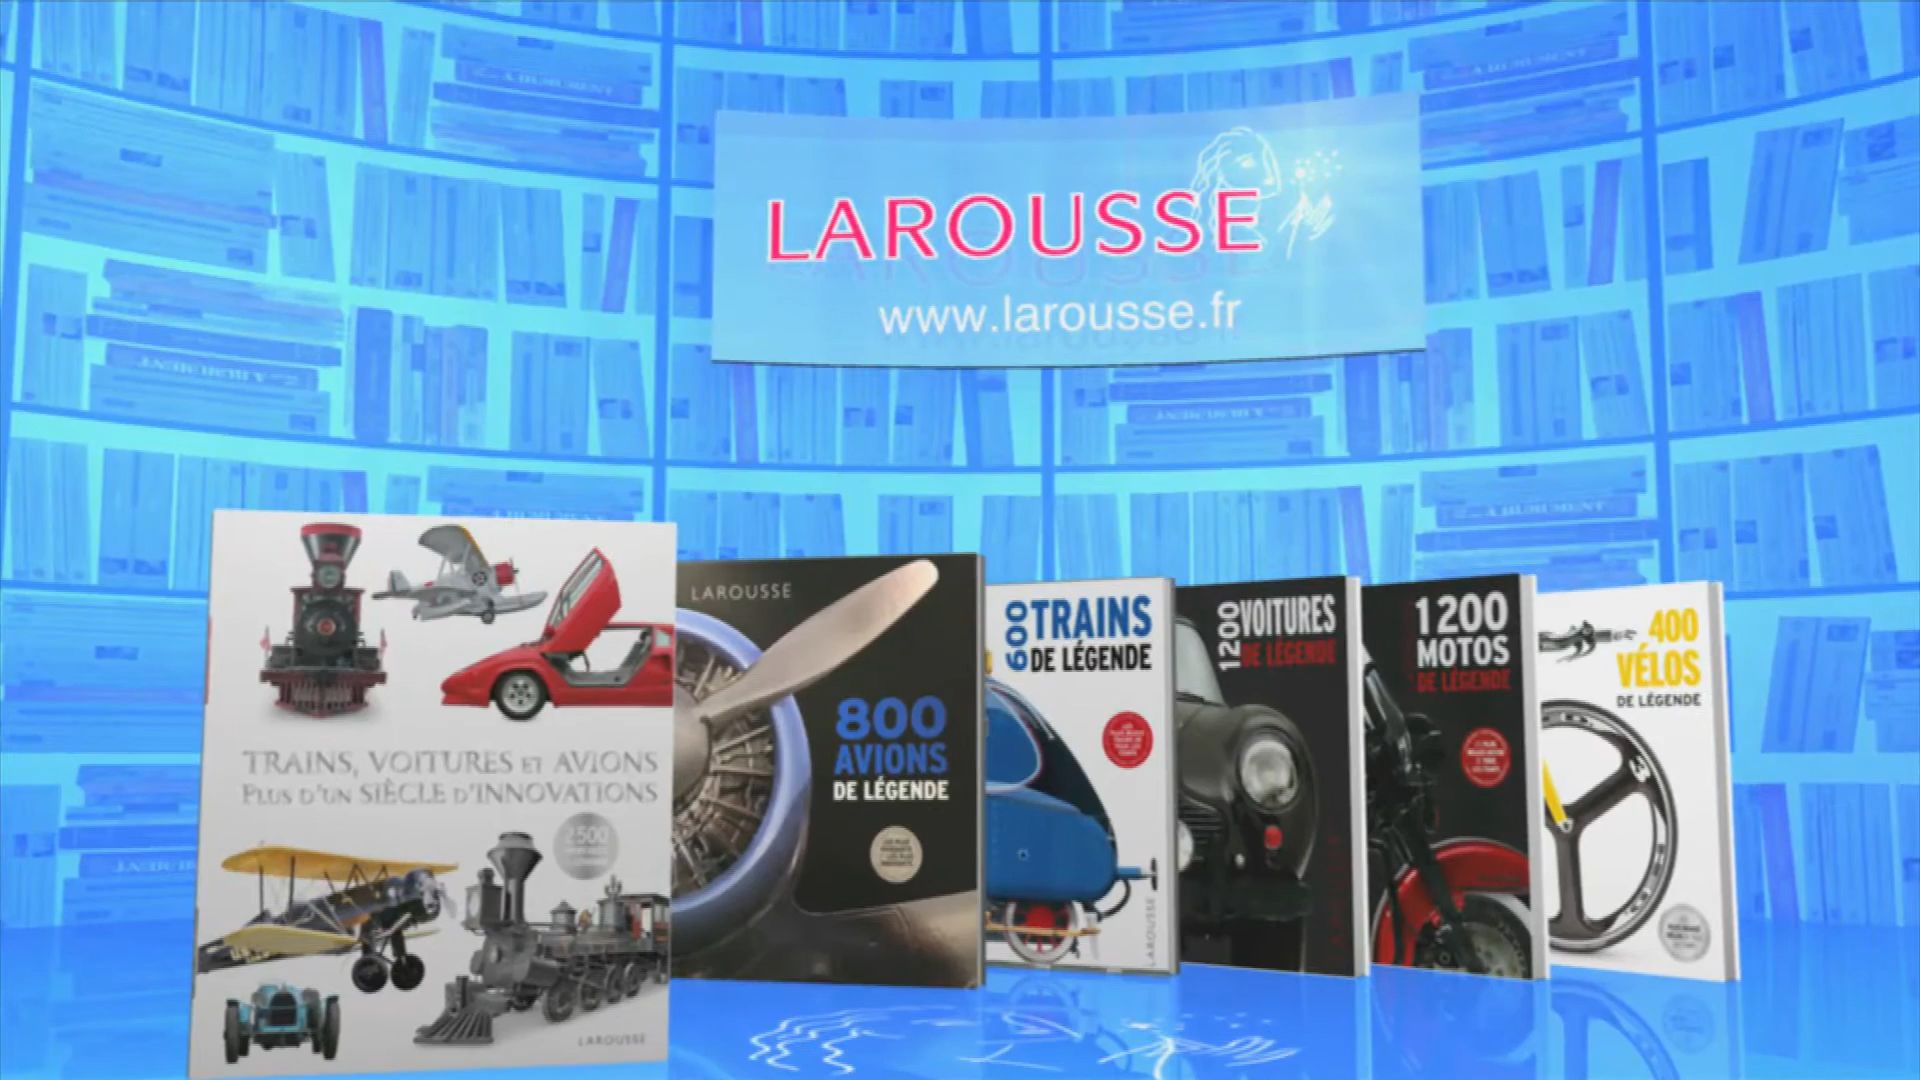 LAROUSSE
www.larousse.fr
TRAINS, VOITURES ET AVIONS
PLUS D'UN SIÈCLE D'INNOVATIONS
2500
LAROUSSE
LAROUSSE
800
AVIONS
DE LÉGENDE
600 TRAINS
DE LÉGENDE
LAROUSSE
1200 VOITURES
DE LÉGENDE
1200
MOTOS
DE LÉGENDE
400
VÉLOS
DE LÉGENDE